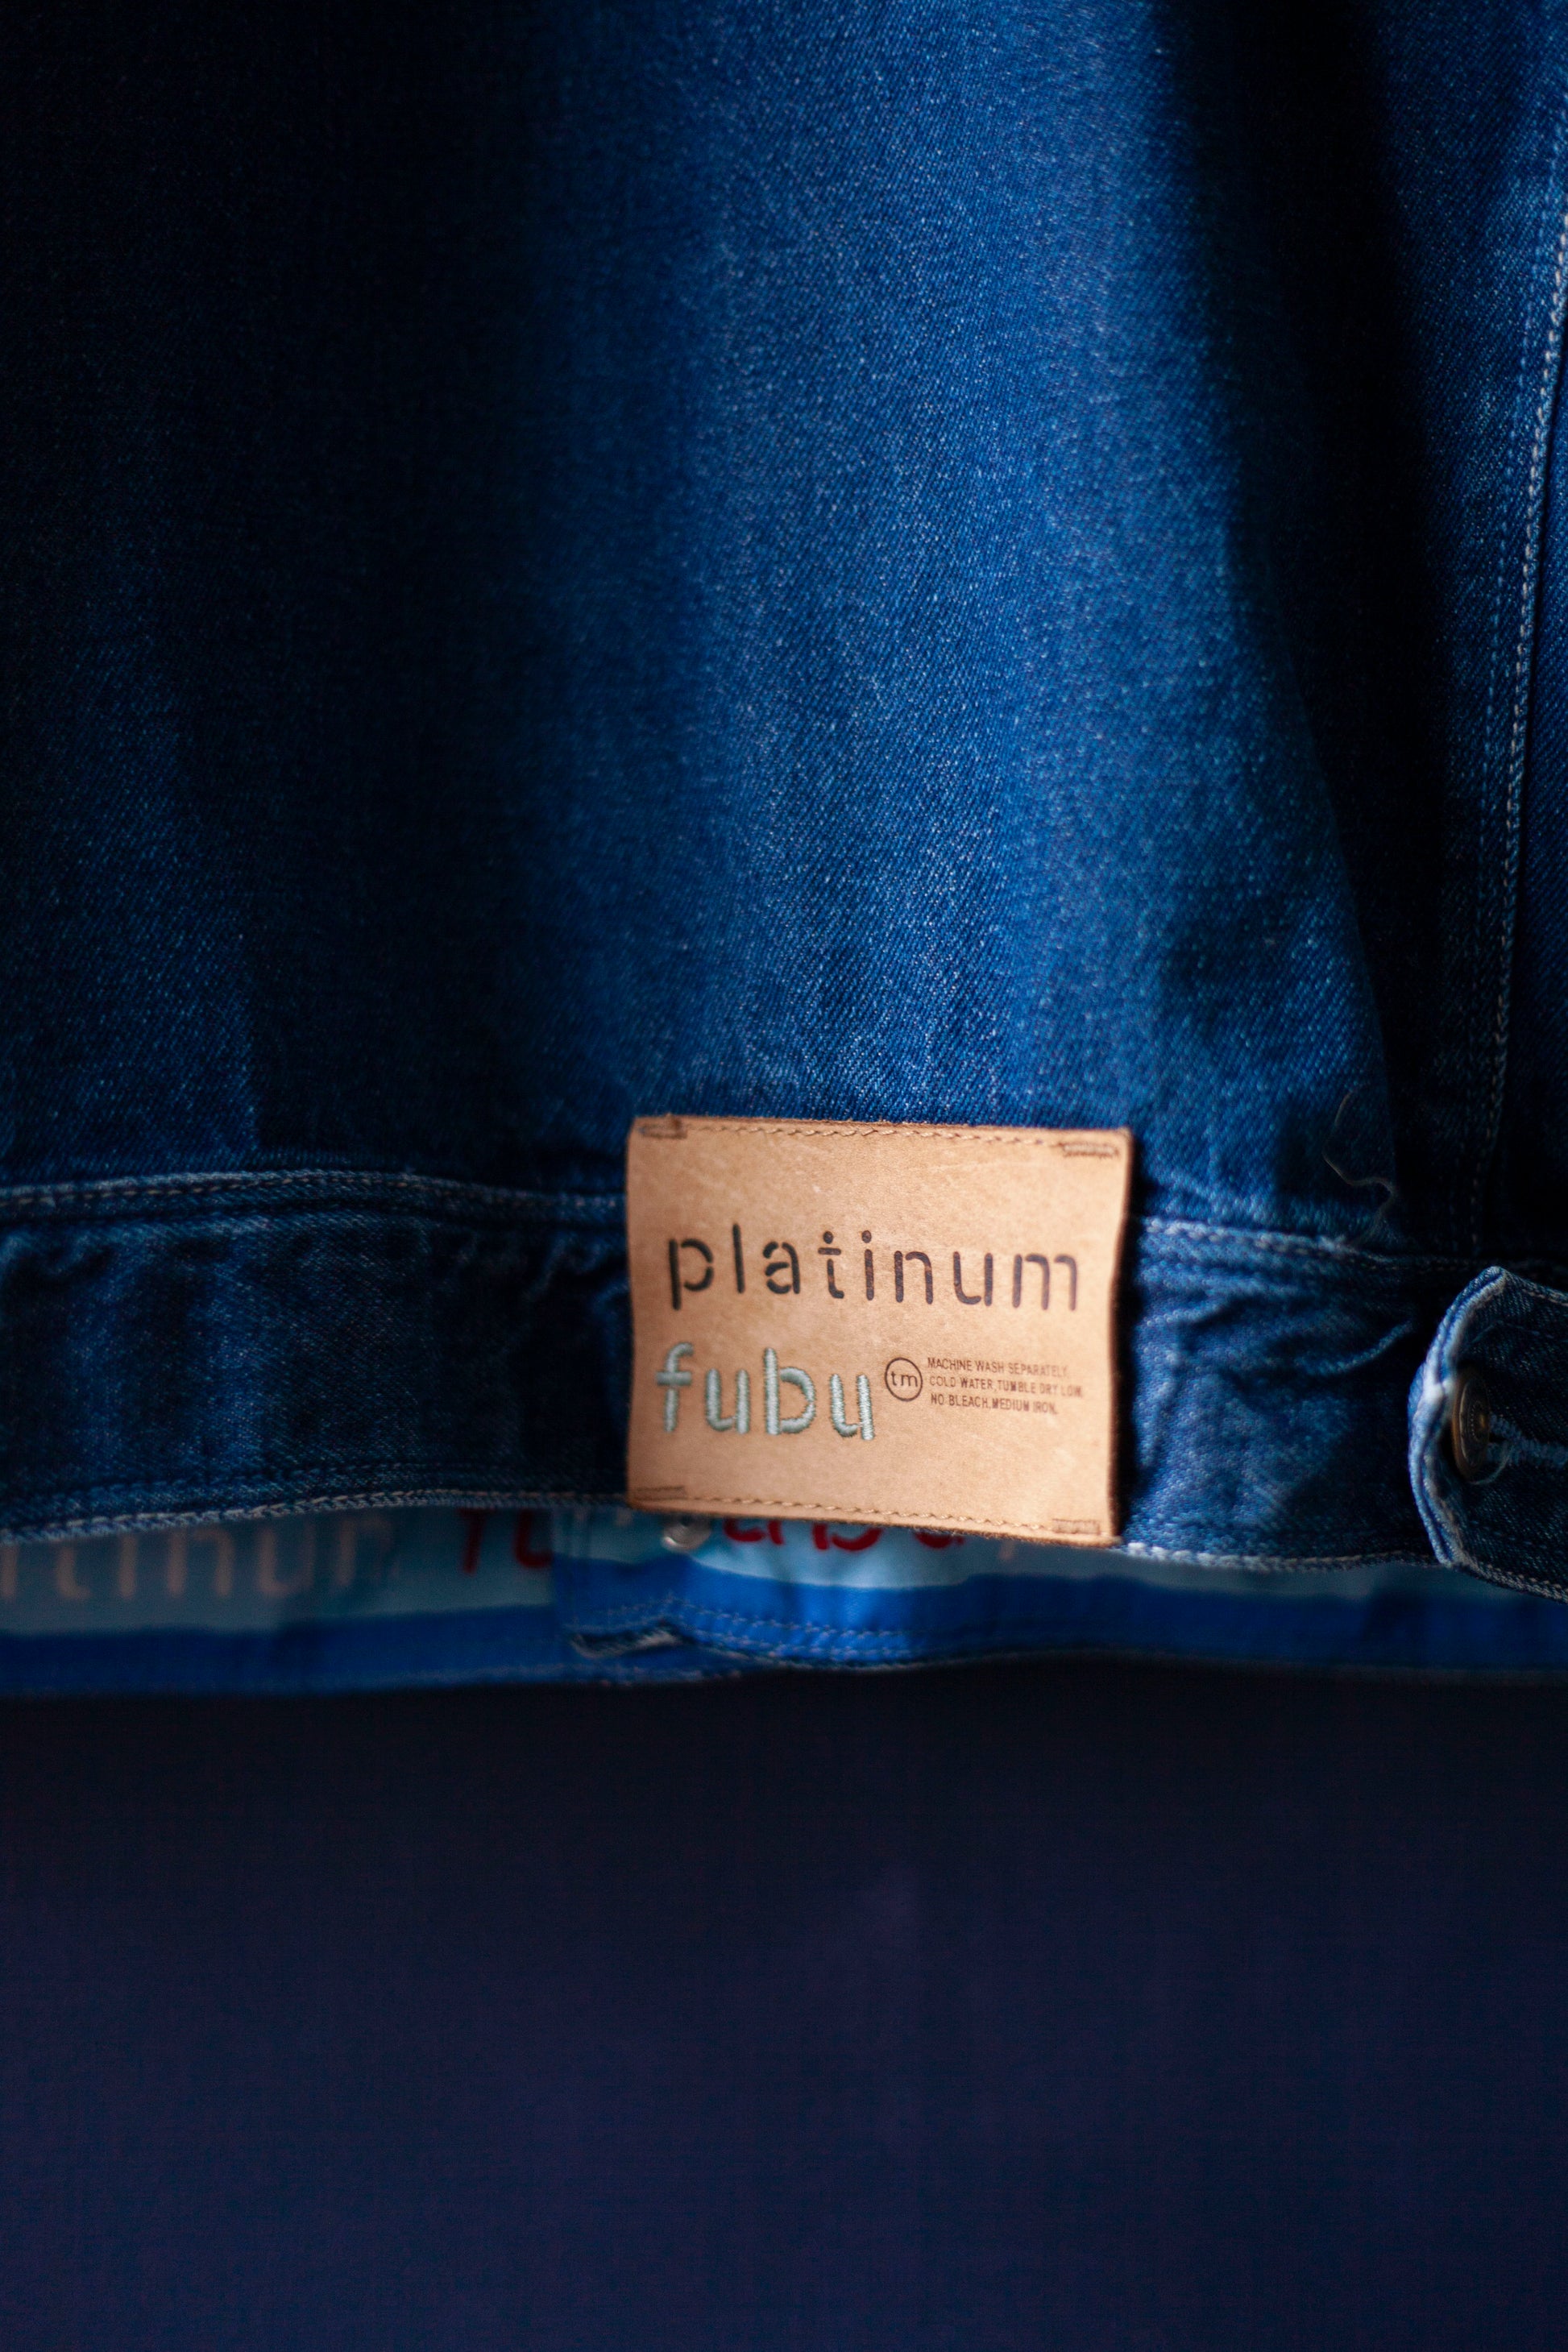 platinum
fubu
tm
MACHINE WASH SEPARATELY.
COLD WATER,TUMBLE DRY LOW.
NO BLEACH.MEDIUM IRON.